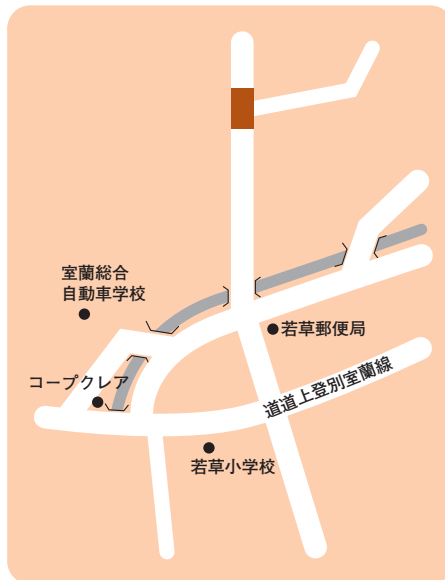 室蘭総合
自動車学校
若草郵便局
コープクレア
道道上登別室蘭線
若草小学校